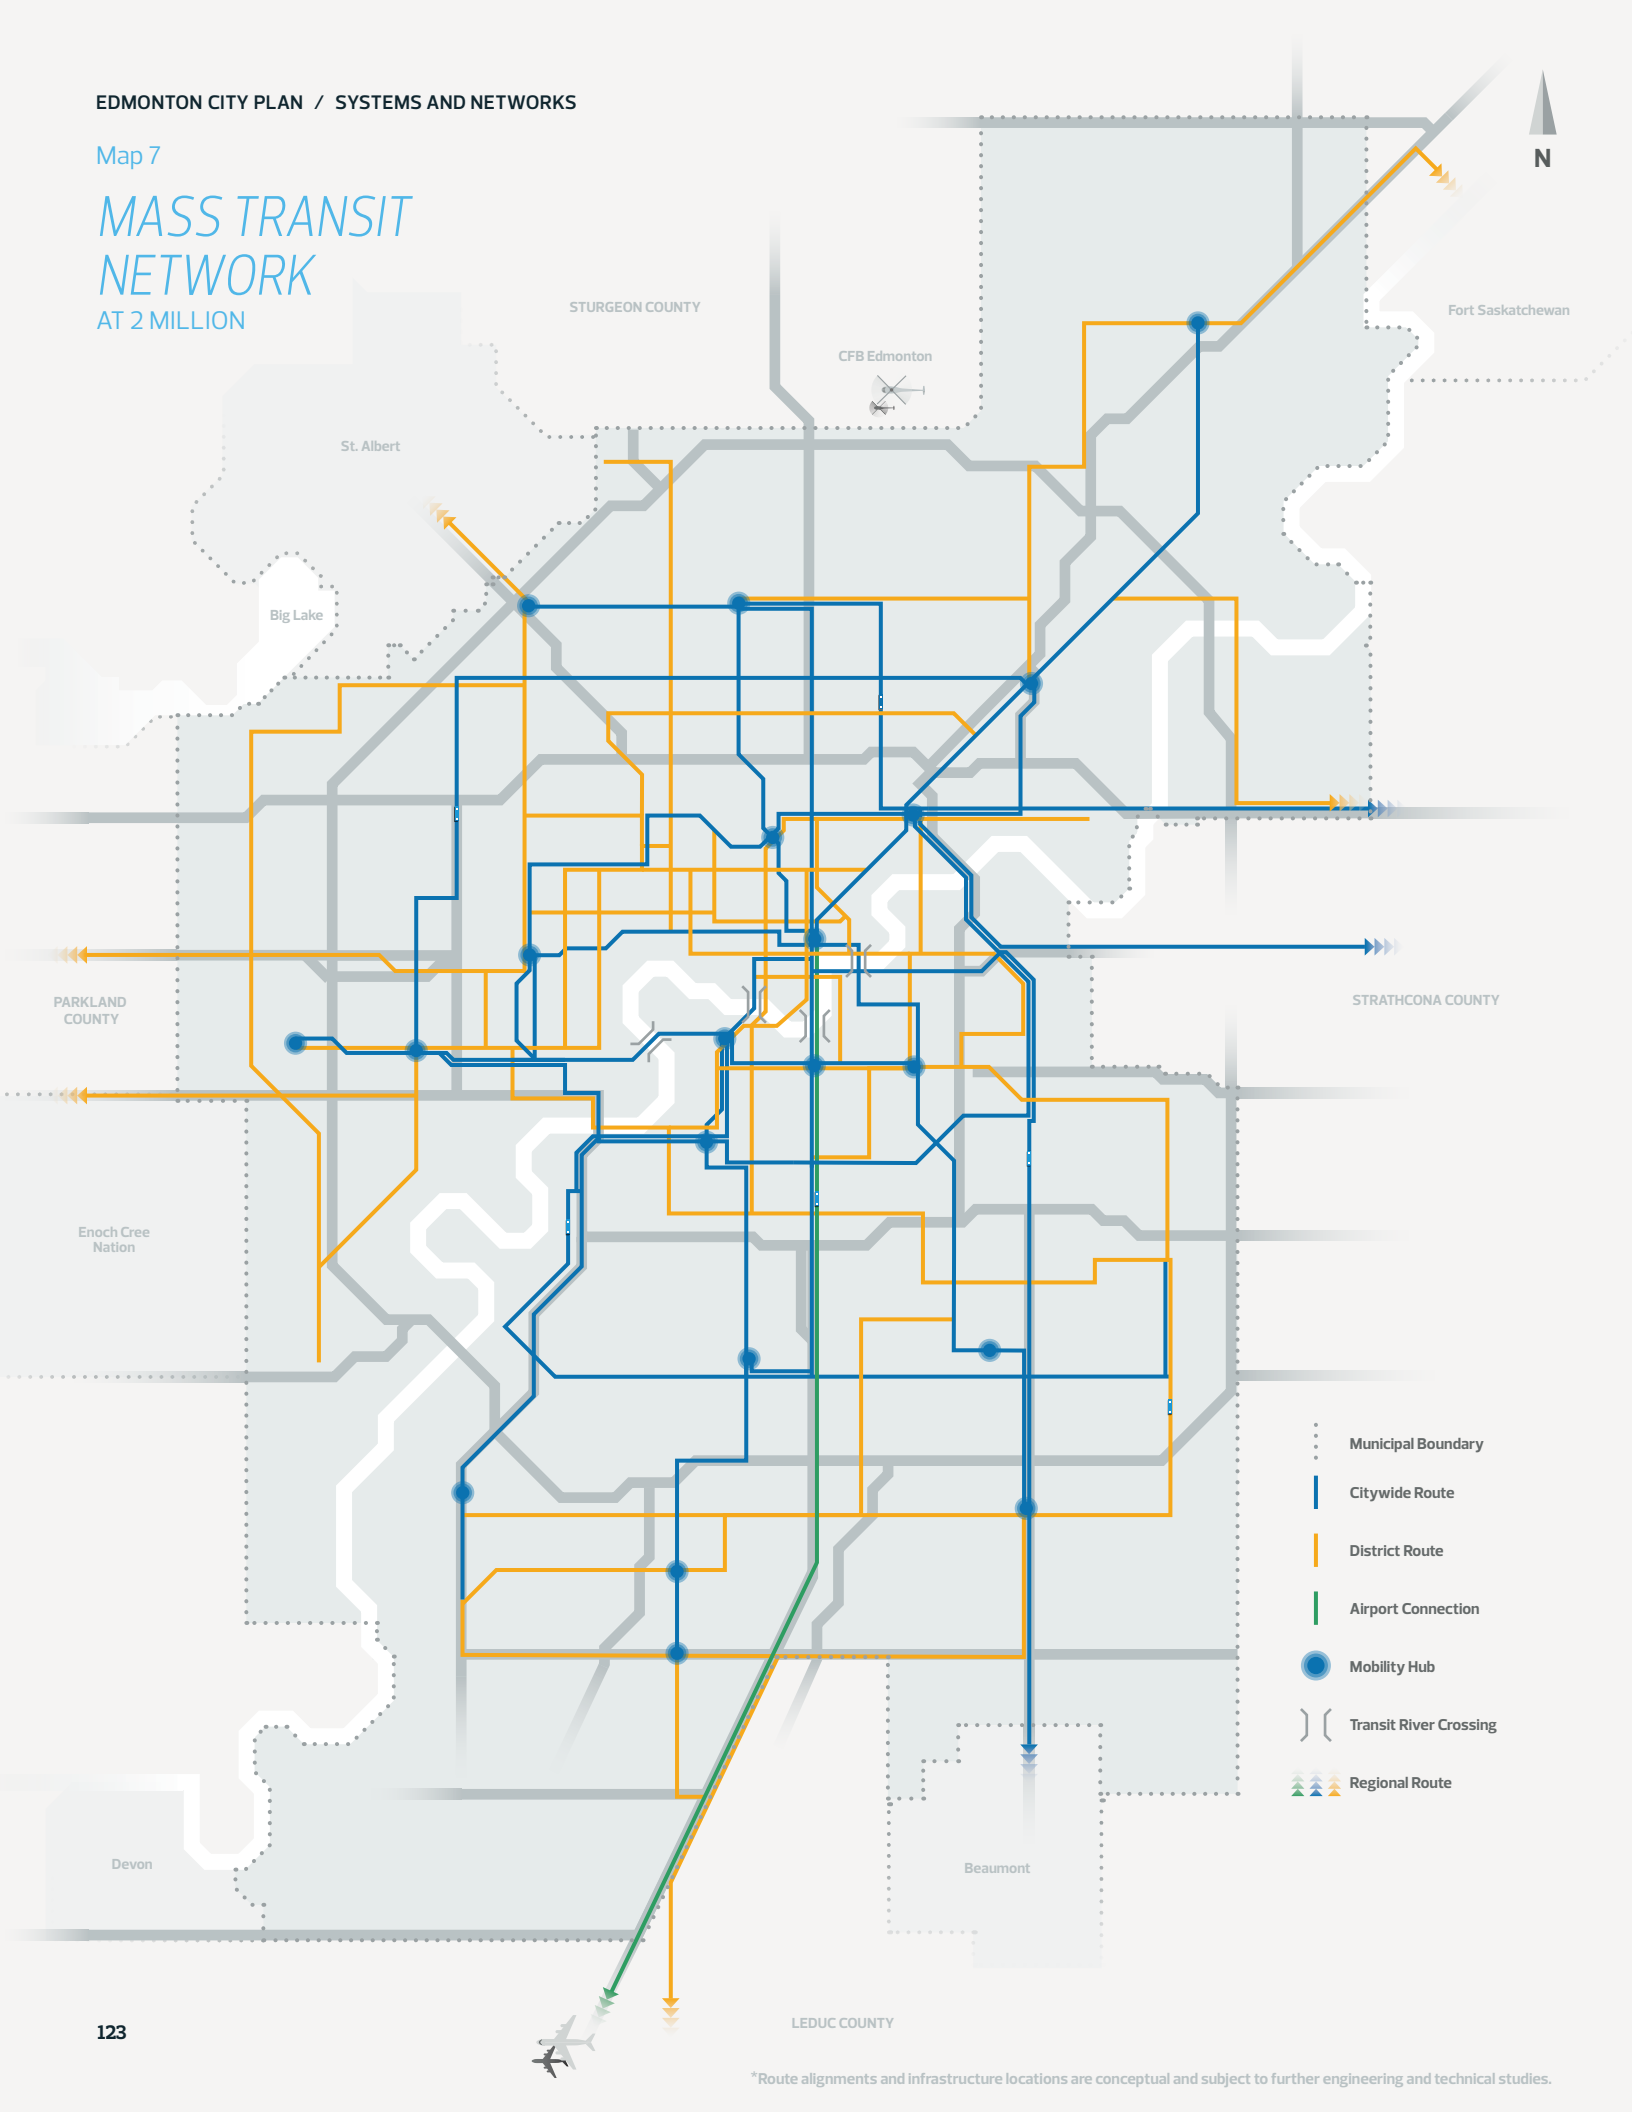 EDMONTON CITY PLAN / SYSTEMS AND NETWORKS
Map 7
MASS TRANSIT
NETWORK
AT 2 MILLION
N
STURGEON COUNTY
Fort Saskatchewan
CFB Edmonton
St. Albert
Big Lake
PARKLAND
COUNTY
STRATHCONA COUNTY
Enoch Cree
Nation
Municipal Boundary
Citywide Route
District Route
Airport Connection
Mobility Hub
Transit River Crossing
Regional Route
Devon
Beaumont
LEDUC COUNTY
123
*Route alignments and infrastructure locations are conceptual and subject to further engineering and technical studies.